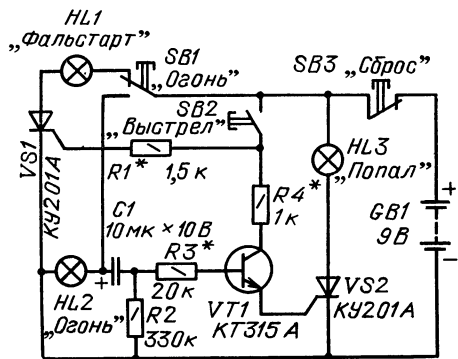 HL1
„Фальстарт”
SB1
„Огонь”
SB3 „Сброс”
SB2
„Выстрел”
VS1
КУ201А
R1*
1,5 к
HL3
„Попал”
R4*
1к
GB1
9В
+
−
C1
10мк × 10В
R3*
20к
+
HL2
„Огонь”
R2
330к
VT1
КТ315А
VS2
КУ201А